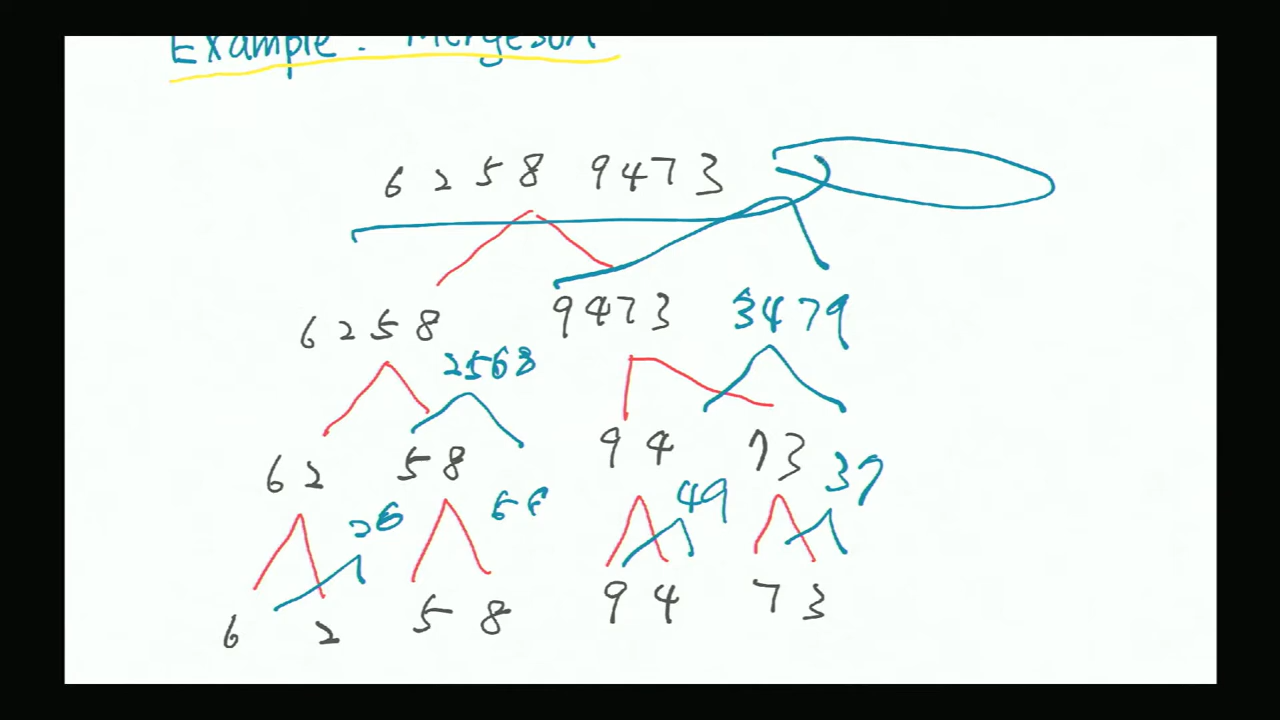 Example: Mergesort
6 2 5 8 9 4 7 3
6 2 5 8 9 4 7 3 3 4 7 9
2 5 6 8
6 2 5 8 9 4 7 3
2 6 4 9 3 7
6 2 5 8 9 4 7 3